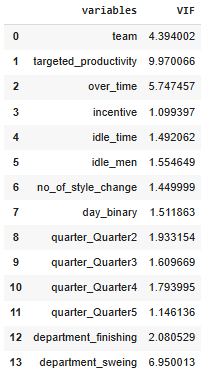 variables VIF
0 team 4.394002
1 targeted_productivity 9.970066
2 over_time 5.747457
3 incentive 1.099397
4 idle_time 1.492062
5 idle_men 1.554649
6 no_of_style_change 1.449999
7 day_binary 1.511863
8 quarter_Quarter2 1.933154
9 quarter_Quarter3 1.609669
10 quarter_Quarter4 1.793995
11 quarter_Quarter5 1.146136
12 department_finishing 2.080529
13 department_sweing 6.950013